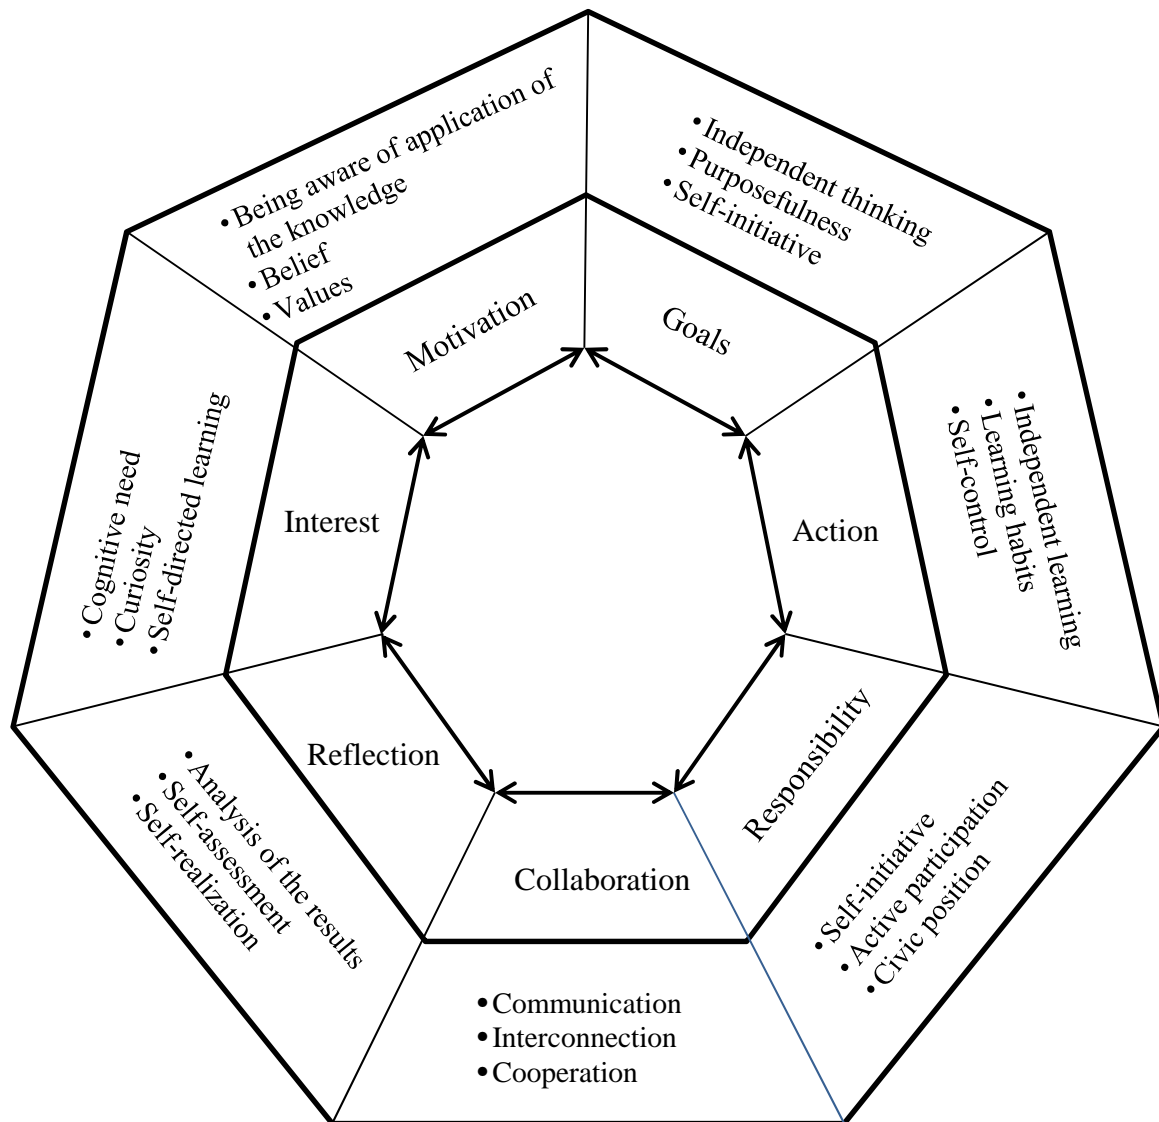 • Being aware of application of
the knowledge
• Belief
• Values
Motivation
• Independent thinking
• Purposefulness
• Self-initiative
Goals
• Independent learning
• Learning habits
• Self-control
Action
• Self-initiative
• Active participation
• Civic position
Responsibility
• Communication
• Interconnection
• Cooperation
Collaboration
• Analysis of the results
• Self-assessment
• Self-realization
Reflection
• Cognitive need
• Curiosity
• Self-directed learning
Interest